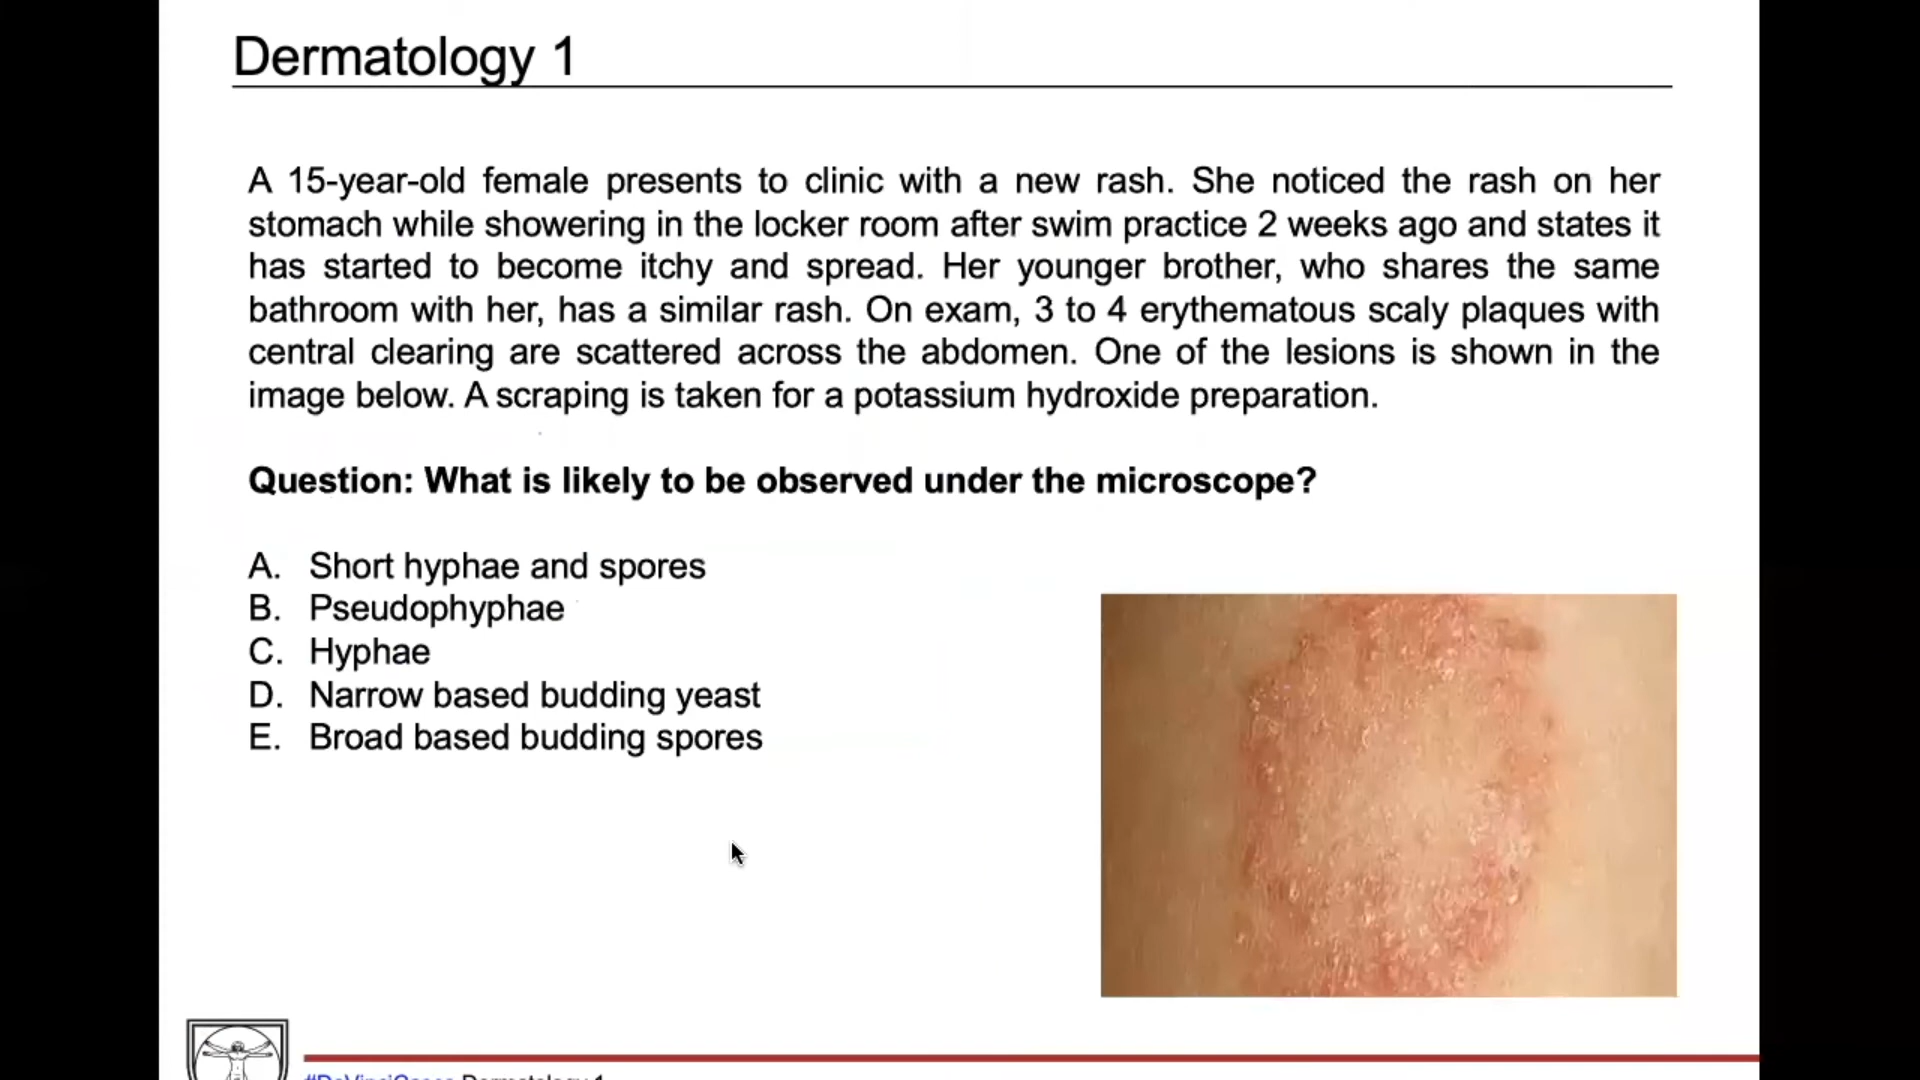 Dermatology 1
A 15-year-old female presents to clinic with a new rash. She noticed the rash on her
stomach while showering in the locker room after swim practice 2 weeks ago and states it
has started to become itchy and spread. Her younger brother, who shares the same
bathroom with her, has a similar rash. On exam, 3 to 4 erythematous scaly plaques with
central clearing are scattered across the abdomen. One of the lesions is shown in the
image below. A scraping is taken for a potassium hydroxide preparation.
Question: What is likely to be observed under the microscope?
A. Short hyphae and spores
B. Pseudophyphae
C. Hyphae
D. Narrow based budding yeast
E. Broad based budding spores
#DaVinciCases Dermatology 1